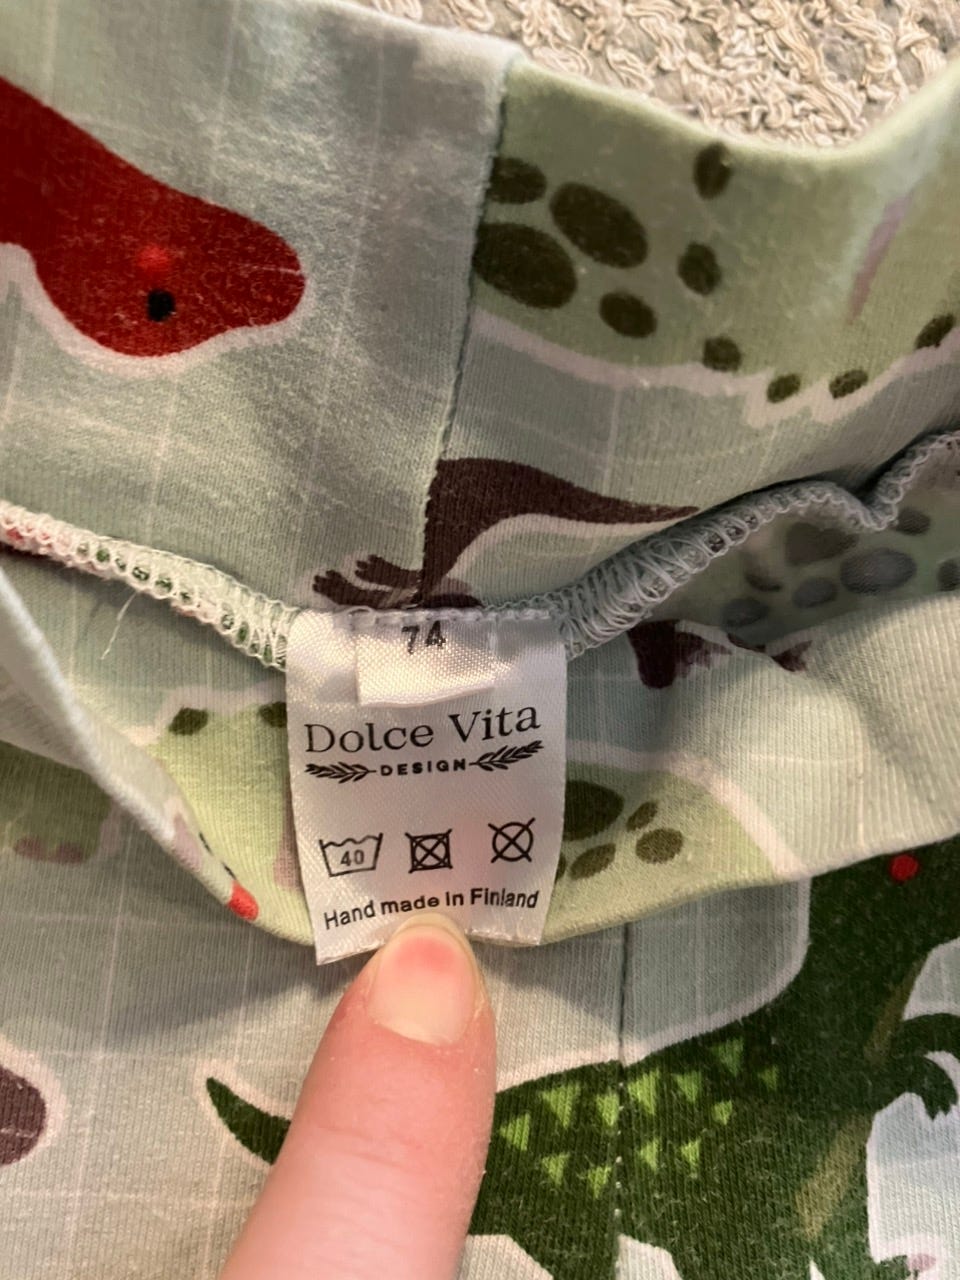 74
Dolce Vita
DESIGN
40
Hand made in Finland